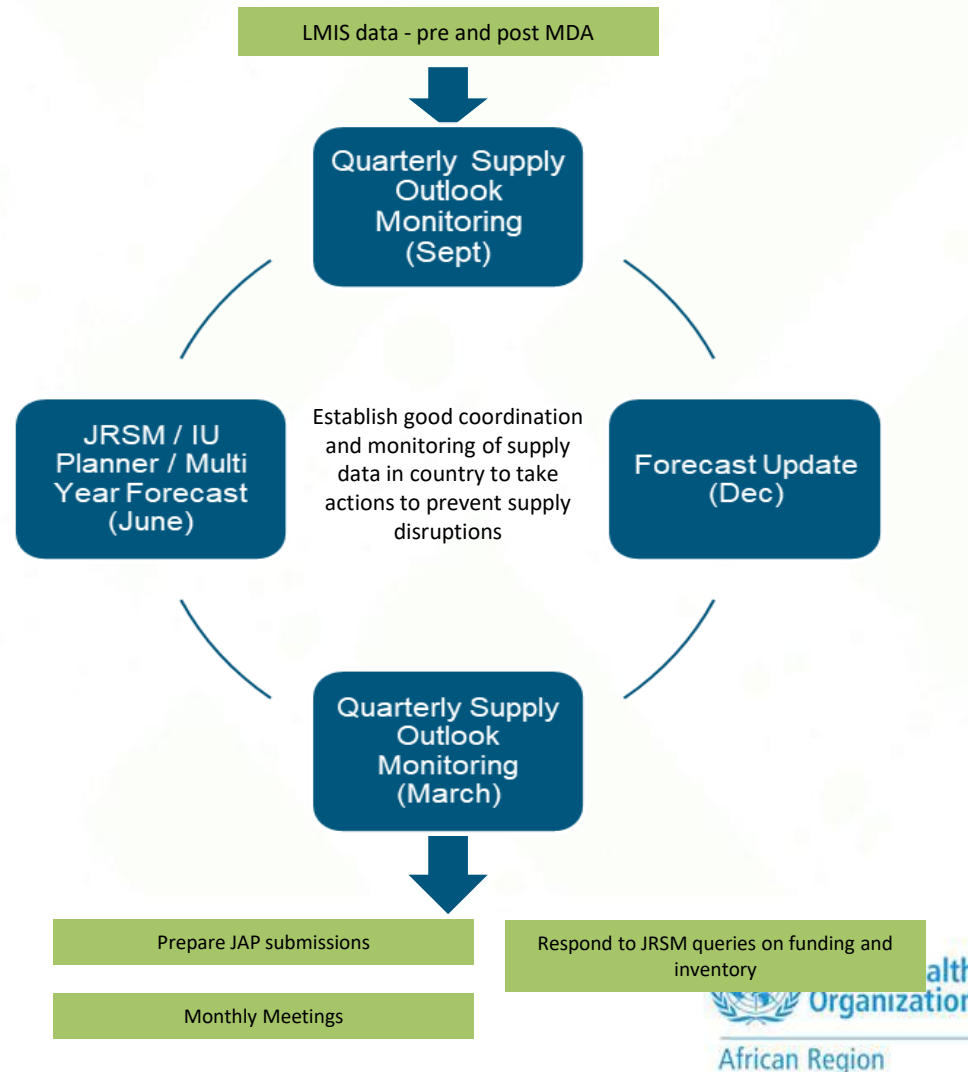 LMIS data - pre and post MDA
Quarterly Supply
Outlook
Monitoring
(Sept)
JRSM / IU
Planner / Multi
Year Forecast
(June)
Establish good coordination
and monitoring of supply
data in country to take
actions to prevent supply
disruptions
Forecast Update
(Dec)
Quarterly Supply
Outlook
Monitoring
(March)
Prepare JAP submissions
Respond to JRSM queries on funding and
inventory
Monthly Meetings
Organization
African Region